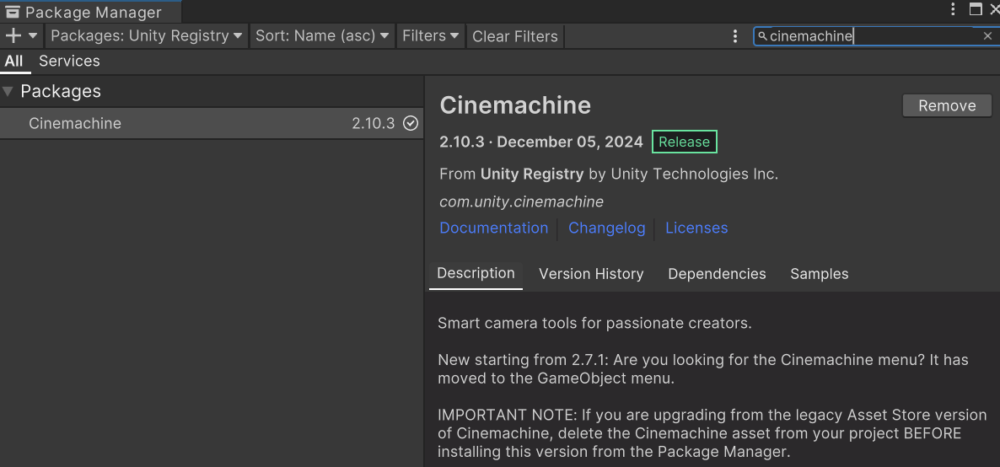 Package Manager
Packages: Unity Registry
Sort: Name (asc)
Filters
Clear Filters
cinemachine
All
Services
Packages
Cinemachine
2.10.3
Cinemachine
Remove
2.10.3 · December 05, 2024
Release
From Unity Registry by Unity Technologies Inc.
com.unity.cinemachine
Documentation
Changelog
Licenses
Description
Version History
Dependencies
Samples
Smart camera tools for passionate creators.
New starting from 2.7.1: Are you looking for the Cinemachine menu? It has
moved to the GameObject menu.
IMPORTANT NOTE: If you are upgrading from the legacy Asset Store version
of Cinemachine, delete the Cinemachine asset from your project BEFORE
installing this version from the Package Manager.